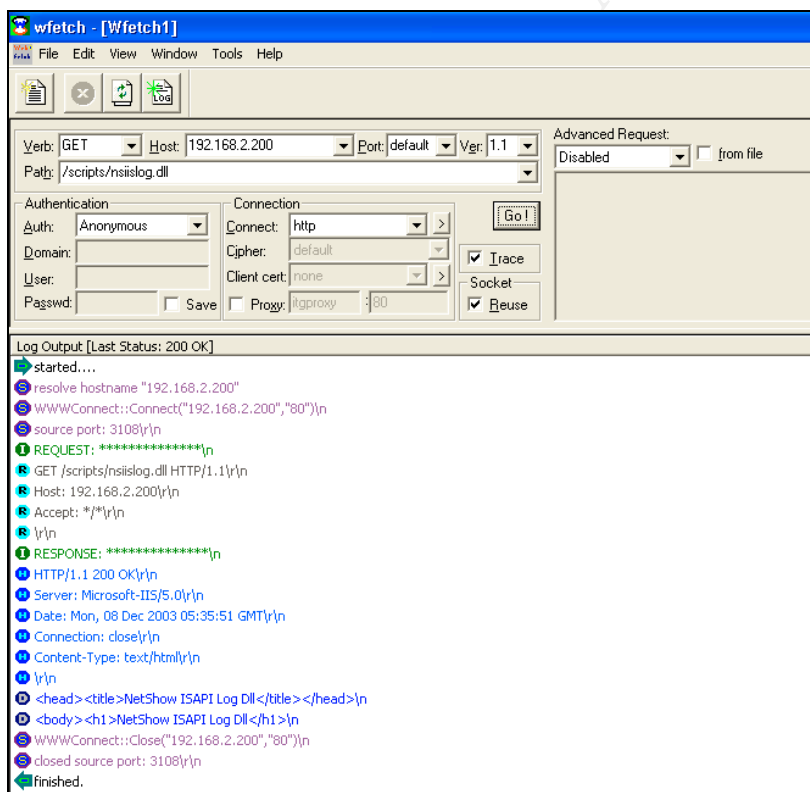 wfetch - [Wfetch1]
File Edit View Window Tools Help
LOG
Verb: GET Host: 192.168.2.200 Port: default Ver: 1.1
Path: /scripts/nsiislog.dll
Advanced Request:
Disabled from file
Authentication
Auth: Anonymous
Domain:
User:
Passwd: Save
Connection
Connect: http >
Cipher: default
Client cert: none >
Proxy: itgproxy : 80
Go!
Trace
Socket
Reuse
Log Output [Last Status: 200 OK]
started....
S resolve hostname "192.168.2.200"
S WWWConnect::Connect("192.168.2.200","80")\n
S source port: 3108\r\n
I REQUEST: **************\n
R GET /scripts/nsiislog.dll HTTP/1.1\r\n
R Host: 192.168.2.200\r\n
R Accept: */*\r\n
R \r\n
I RESPONSE: **************\n
H HTTP/1.1 200 OK\r\n
H Server: Microsoft-IIS/5.0\r\n
H Date: Mon, 08 Dec 2003 05:35:51 GMT\r\n
H Connection: close\r\n
H Content-Type: text/html\r\n
H \r\n
D <head><title>NetShow ISAPI Log Dll</title></head>\n
D <body><h1>NetShow ISAPI Log Dll</h1>\n
S WWWConnect::Close("192.168.2.200","80")\n
S closed source port: 3108\r\n
finished.